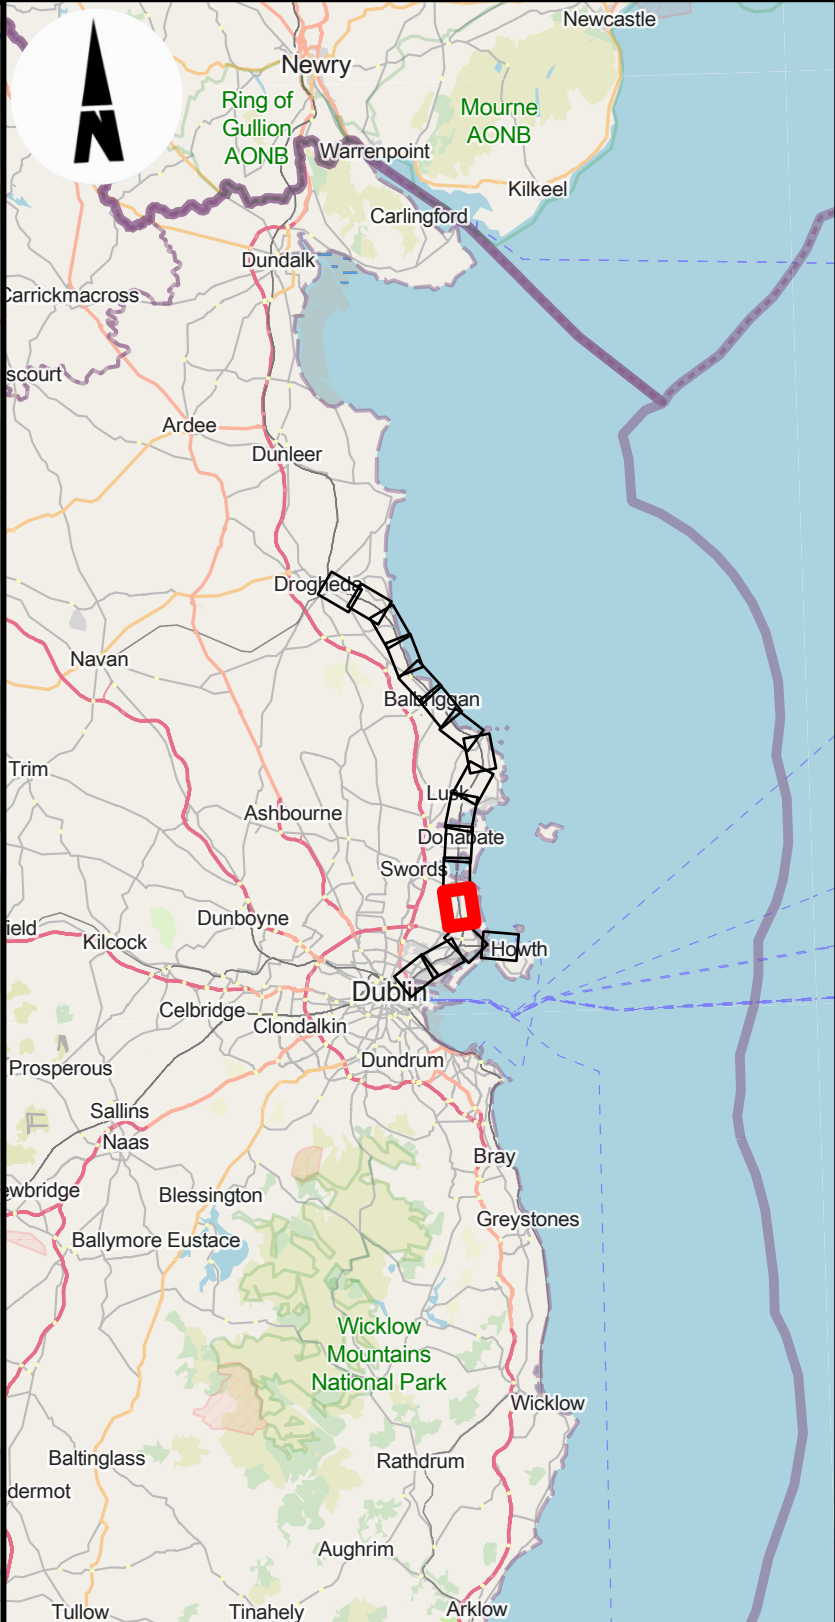 Newcastle
Newry
Ring of
Gullion
AONB
Mourne
AONB
N
Warrenpoint
Kilkeel
Carlingford
Dundalk
Carrickmacross
scourt
Ardee
Dunleer
Drogheda
Navan
Balbriggan
Trim
Lusk
Ashbourne
Donabate
Swords
Dunboyne
ield
Kilcock
Howth
Dublin
Celbridge
Clondalkin
Dundrum
Prosperous
Sallins
Naas
Bray
ewbridge
Blessington
Greystones
Ballymore Eustace
Wicklow
Mountains
National Park
Wicklow
Baltinglass
Rathdrum
dermot
Aughrim
Tullow
Tinahely
Arklow